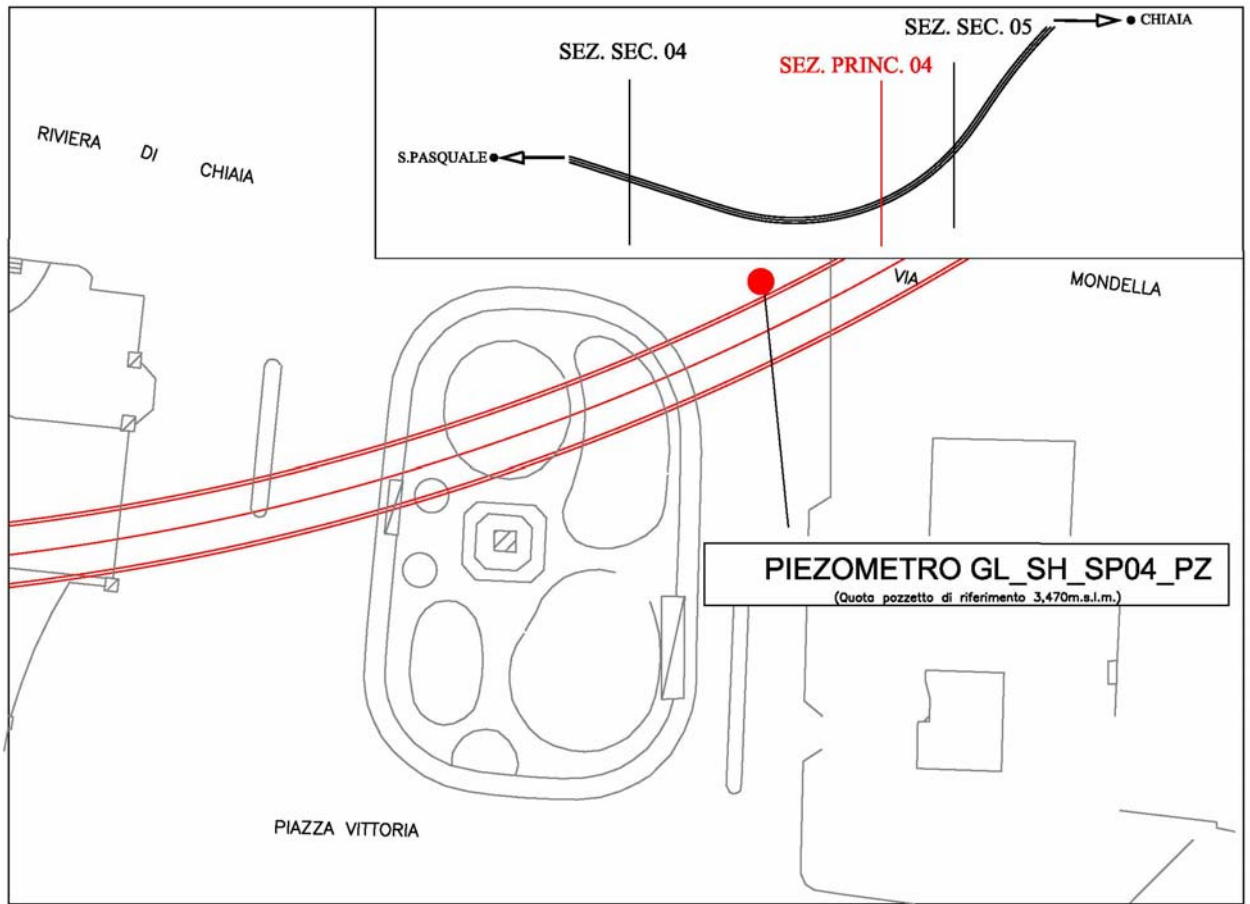 SEZ. SEC. 04
SEZ. PRINC. 04
SEZ. SEC. 05
CHIAIA
S.PASQUALE
RIVIERA DI CHIAIA
VIA MONDELLA
PIEZOMETRO GL_SH_SP04_PZ
(Quota pozzetto di riferimento 3,470m.s.l.m.)
PIAZZA VITTORIA